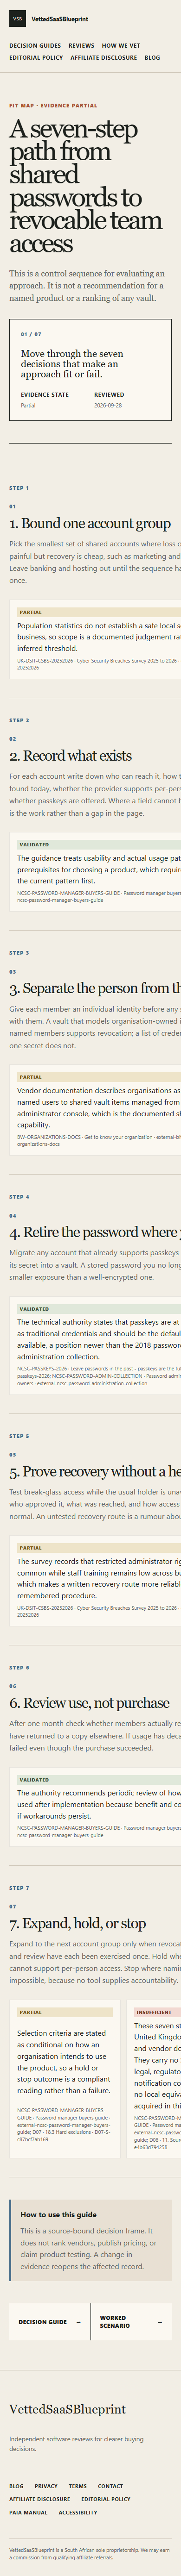 VSB
VettedSaaSBlueprint
DECISION GUIDES REVIEWS HOW WE VET
EDITORIAL POLICY AFFILIATE DISCLOSURE BLOG
FIT MAP · EVIDENCE PARTIAL
A seven-step
path from
shared
passwords to
revocable team
access
This is a control sequence for evaluating an
approach. It is not a recommendation for a
named product or a ranking of any vault.
01 / 07
Move through the seven
decisions that make an
approach fit or fail.
EVIDENCE STATE REVIEWED
Partial 2026-09-28
STEP 1
01
1. Bound one account group
Pick the smallest set of shared accounts where loss o
painful but recovery is cheap, such as marketing and
Leave banking and hosting out until the sequence ha
once.
PARTIAL
Population statistics do not establish a safe local s
business, so scope is a documented judgement rat
inferred threshold.
UK-DSIT-CSBS-20252026 · Cyber Security Breaches Survey 2025 to 2026 ·
20252026
STEP 2
02
2. Record what exists
For each account write down who can reach it, how t
found today, whether the provider supports per-pers
whether passkeys are offered. Where a field cannot b
is the work rather than a gap in the page.
VALIDATED
The guidance treats usability and actual usage pat
prerequisites for choosing a product, which require
the current pattern first.
NCSC-PASSWORD-MANAGER-BUYERS-GUIDE · Password manager buyers
ncsc-password-manager-buyers-guide
STEP 3
03
3. Separate the person from th
Give each member an individual identity before any s
with them. A vault that models organisation-owned i
named members supports revocation; a list of creden
one secret does not.
PARTIAL
Vendor documentation describes organisations as
named users to shared vault items managed from
administrator console, which is the documented sh
capability.
BW-ORGANIZATIONS-DOCS · Get to know your organization · external-bi
organizations-docs
STEP 4
04
4. Retire the password where y
Migrate any account that already supports passkeys
its secret into a vault. A stored password you no long
smaller exposure than a well-encrypted one.
VALIDATED
The technical authority states that passkeys are at
as traditional credentials and should be the default
available, a position newer than the 2018 passwor
administration collection.
NCSC-PASSKEYS-2026 · Leave passwords in the past - passkeys are the fu
passkeys-2026; NCSC-PASSWORD-ADMIN-COLLECTION · Password admin
owners · external-ncsc-password-administration-collection
STEP 5
05
5. Prove recovery without a he
Test break-glass access while the usual holder is una
who approved it, what was reached, and how access
normal. An untested recovery route is a rumour abou
PARTIAL
The survey records that restricted administrator rig
common while staff training remains low across bu
which makes a written recovery route more reliable
remembered procedure.
UK-DSIT-CSBS-20252026 · Cyber Security Breaches Survey 2025 to 2026 ·
20252026
STEP 6
06
6. Review use, not purchase
After one month check whether members actually re
have returned to a copy elsewhere. If usage has deca
failed even though the purchase succeeded.
VALIDATED
The authority recommends periodic review of how
used after implementation because benefit and co
if workarounds persist.
NCSC-PASSWORD-MANAGER-BUYERS-GUIDE · Password manager buyers
ncsc-password-manager-buyers-guide
STEP 7
07
7. Expand, hold, or stop
Expand to the next account group only when revocat
and review have each been exercised once. Hold whe
cannot support per-person access. Stop where namin
impossible, because no tool supplies accountability.
PARTIAL
Selection criteria are stated
as conditional on how an
organisation intends to use
the product, so a hold or
stop outcome is a compliant
reading rather than a failure.
NCSC-PASSWORD-MANAGER-BUYERS-
GUIDE · Password manager buyers guide ·
external-ncsc-password-manager-buyers-
guide; D07 · 18.3 Hard exclusions · D07-S-
INSUFFICIENT
These seven st
United Kingdo
and vendor do
They carry no
legal, regulato
notification co
no local equiva
acquired in thi
How to use this guide
This is a source-bound decision frame. It
does not rank vendors, publish pricing, or
claim product testing. A change in
evidence reopens the affected record.
DECISION GUIDE →
WORKED
SCENARIO →
VettedSaaSBlueprint
Independent software reviews for clearer buying
decisions.
BLOG PRIVACY TERMS CONTACT
AFFILIATE DISCLOSURE EDITORIAL POLICY
PAIA MANUAL ACCESSIBILITY
VettedSaaSBlueprint is a South African sole proprietorship. We may earn
a commission from qualifying affiliate referrals.